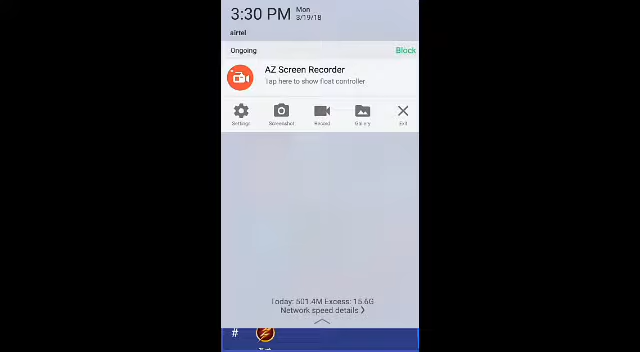 3:30 PM Mon
3/19/18
airtel
Ongoing Block
AZ Screen Recorder
Tap here to show float controller
Settings Screenshot Record Gallery Exit
Today: 501.4M Excess: 15.6G
Network speed details >
#